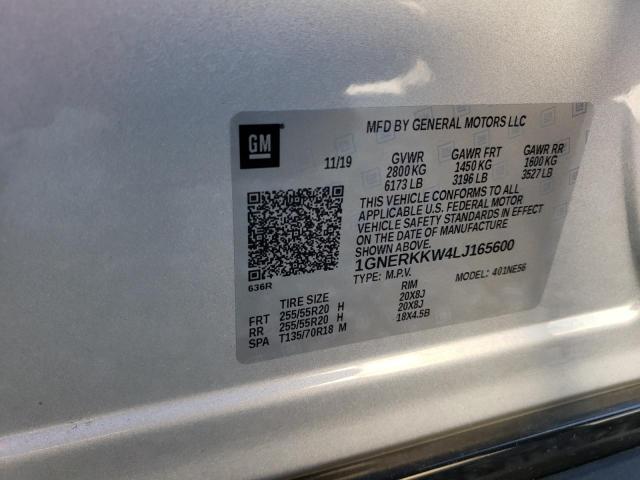 GM
MFD BY GENERAL MOTORS LLC
11/19 GVWR GAWR FRT GAWR RR
2800 KG 1450 KG 1600 KG
6173 LB 3196 LB 3527 LB
THIS VEHICLE CONFORMS TO ALL
APPLICABLE U.S. FEDERAL MOTOR
VEHICLE SAFETY STANDARDS IN EFFECT
ON THE DATE OF MANUFACTURE
SHOWN ABOVE.
1GNERKKW4LJ165600
TYPE: M.P.V. MODEL: 401NE56
636R
TIRE SIZE RIM
FRT 255/55R20 H 20X8J
RR 255/55R20 H 20X8J
SPA T135/70R18 M 18X4.5B